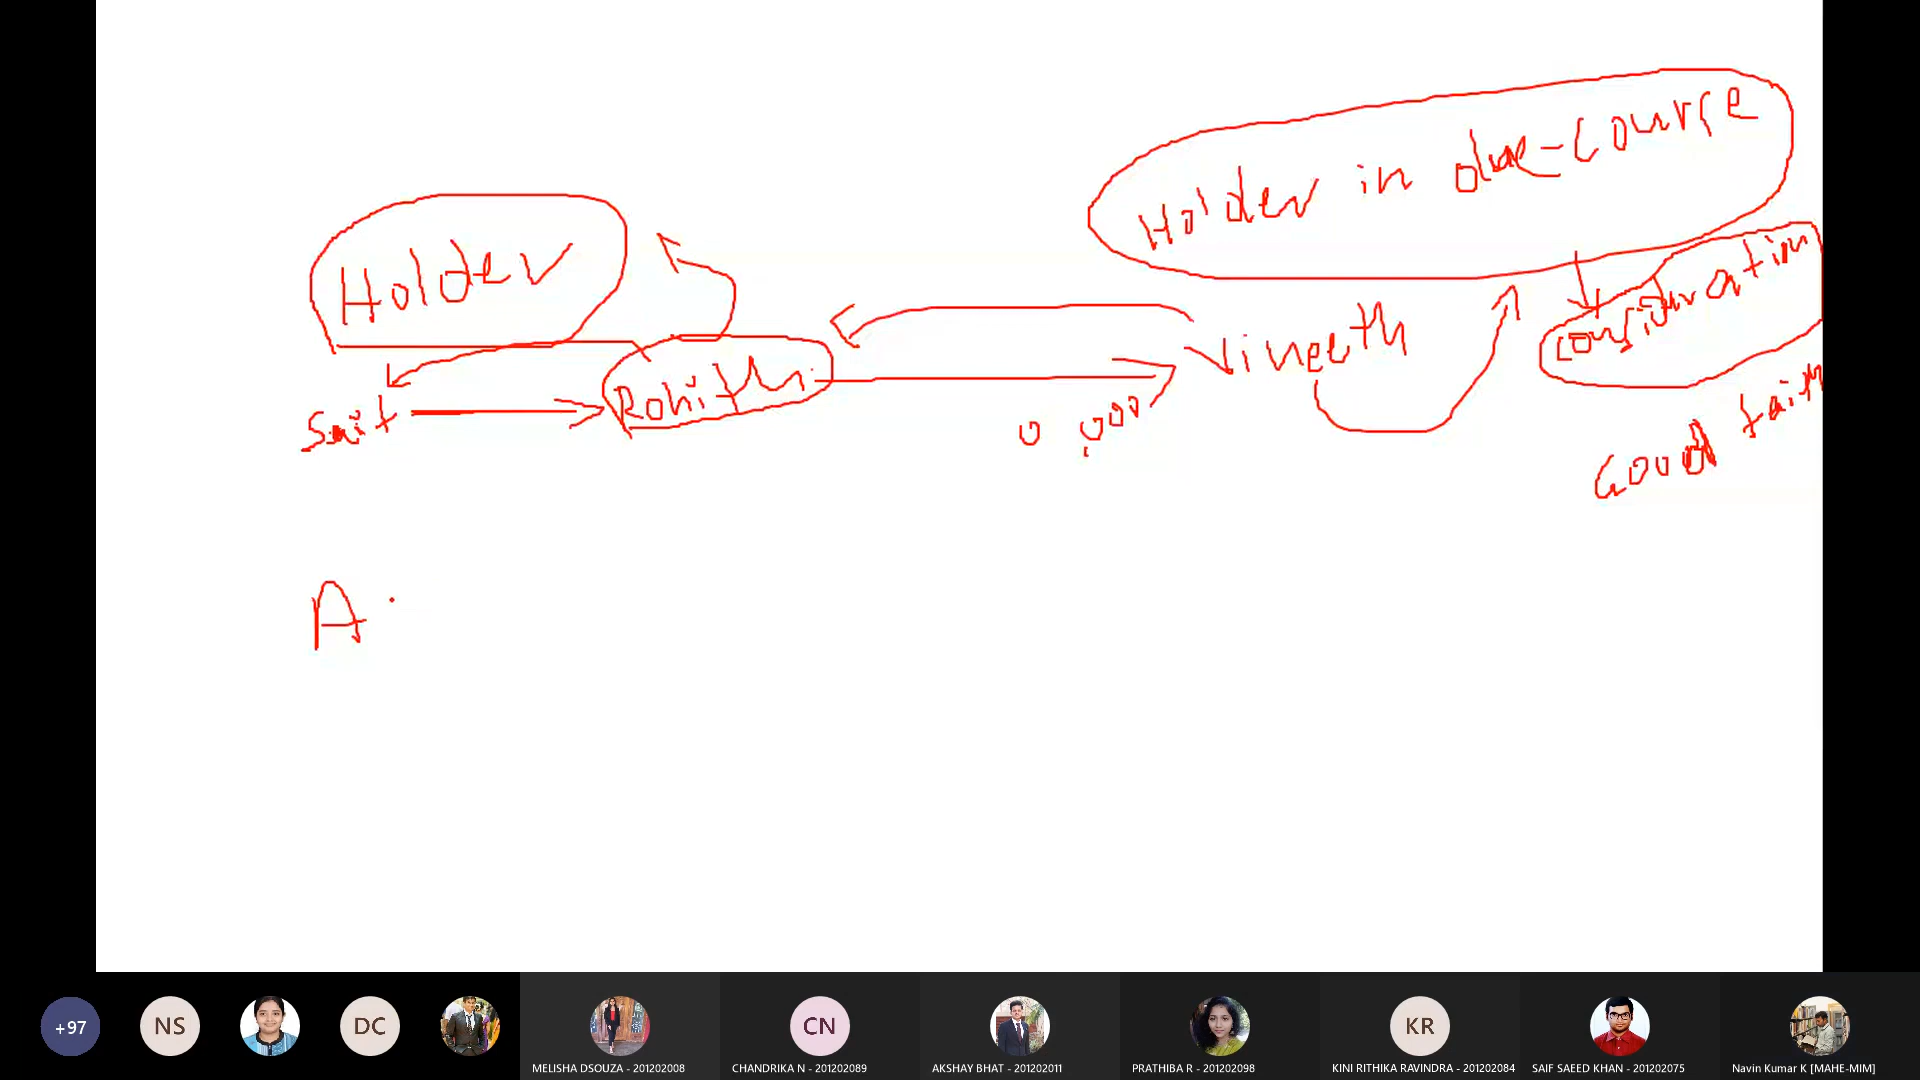 Holder in due-course
Holder
consideration
Vineeth
Rohith
Saif
Good faith
A
+97
NS
DC
CN
KR
MELISHA DSOUZA - 201202008
CHANDRIKA N - 201202089
AKSHAY BHAT - 201202011
PRATHIBA R - 201202098
KINI RITHIKA RAVINDRA - 201202084
SAIF SAEED KHAN - 201202075
Navin Kumar K [MAHE-MIM]